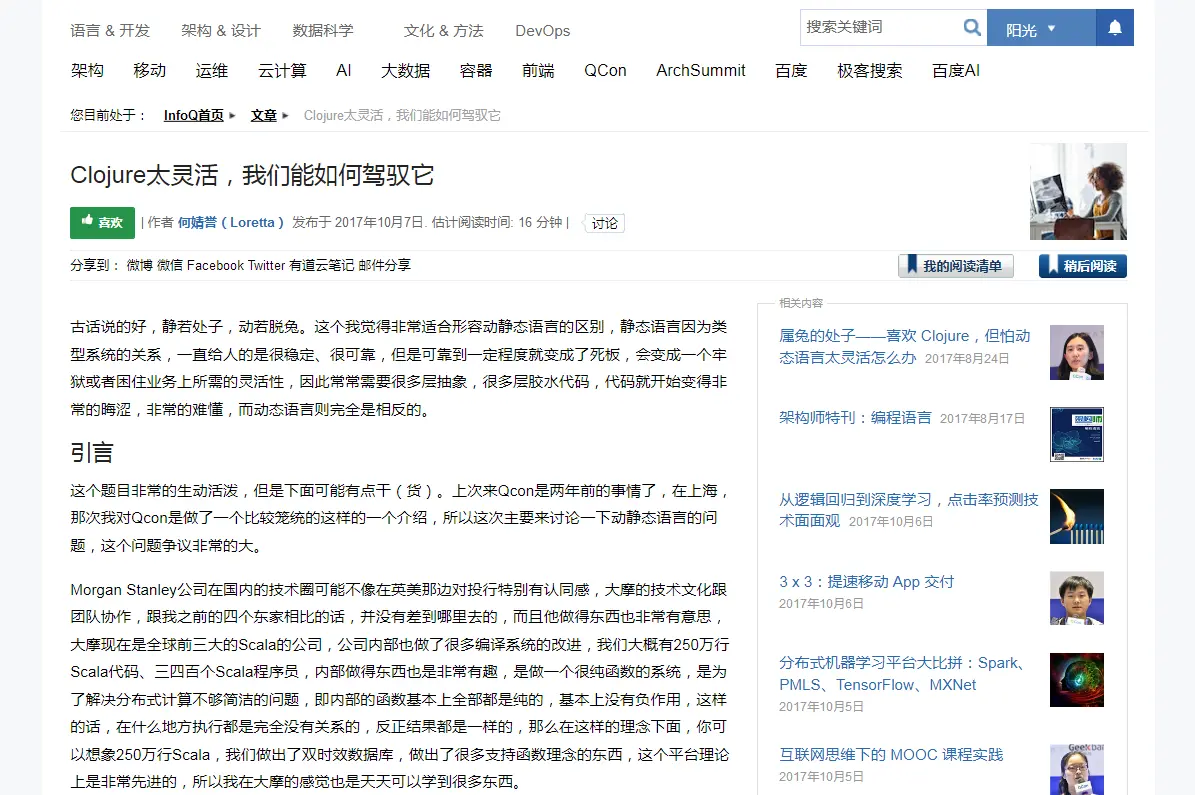 语言 & 开发 架构 & 设计 数据科学 文化 & 方法 DevOps 搜索关键词 阳光
架构 移动 运维 云计算 AI 大数据 容器 前端 QCon ArchSummit 百度 极客搜索 百度AI
您目前处于： InfoQ首页 文章 Clojure太灵活，我们能如何驾驭它
Clojure太灵活，我们能如何驾驭它
喜欢 | 作者 何婧誉（Loretta） 发布于 2017年10月7日. 估计阅读时间: 16 分钟 | 讨论
分享到： 微博 微信 Facebook Twitter 有道云笔记 邮件分享 我的阅读清单 稍后阅读
古话说的好，静若处子，动若脱兔。这个我觉得非常适合形容动静态语言的区别，静态语言因为类
型系统的关系，一直给人的是很稳定、很可靠，但是可靠到一定程度就变成了死板，会变成一个牢
狱或者困住业务上所需的灵活性，因此常常需要很多层抽象，很多层胶水代码，代码就开始变得非
常的晦涩，非常的难懂，而动态语言则完全是相反的。
引言
这个题目非常的生动活泼，但是下面可能有点干（货）。上次来Qcon是两年前的事情了，在上海，
那次我对Qcon是做了一个比较笼统的这样的一个介绍，所以这次主要来讨论一下动静态语言的问
题，这个问题争议非常的大。
Morgan Stanley公司在国内的技术圈可能不像在英美那边对投行特别有认同感，大摩的技术文化跟
团队协作，跟我之前的四个东家相比的话，并没有差到哪里去的，而且他做得东西也非常有意思，
大摩现在是全球前三大的Scala的公司，公司内部也做了很多编译系统的改进，我们大概有250万行
Scala代码、三四百个Scala程序员，内部做得东西也是非常有趣，是做一个很纯函数的系统，是为
了解决分布式计算不够简洁的问题，即内部的函数基本上全部都是纯的，基本上没有负作用，这样
的话，在什么地方执行都是完全没有关系的，反正结果都是一样的，那么在这样的理念下面，你可
以想象250万行Scala，我们做出了双时效数据库，做出了很多支持函数理念的东西，这个平台理论
上是非常先进的，所以我在大摩的感觉也是天天可以学到很多东西。
相关内容
属兔的处子——喜欢 Clojure，但怕动
态语言太灵活怎么办 2017年8月24日
架构师特刊：编程语言 2017年8月17日
从逻辑回归到深度学习，点击率预测技
术面面观 2017年10月6日
3 x 3：提速移动 App 交付
2017年10月6日
分布式机器学习平台大比拼：Spark、
PMLS、TensorFlow、MXNet
2017年10月5日
互联网思维下的 MOOC 课程实践
2017年10月5日